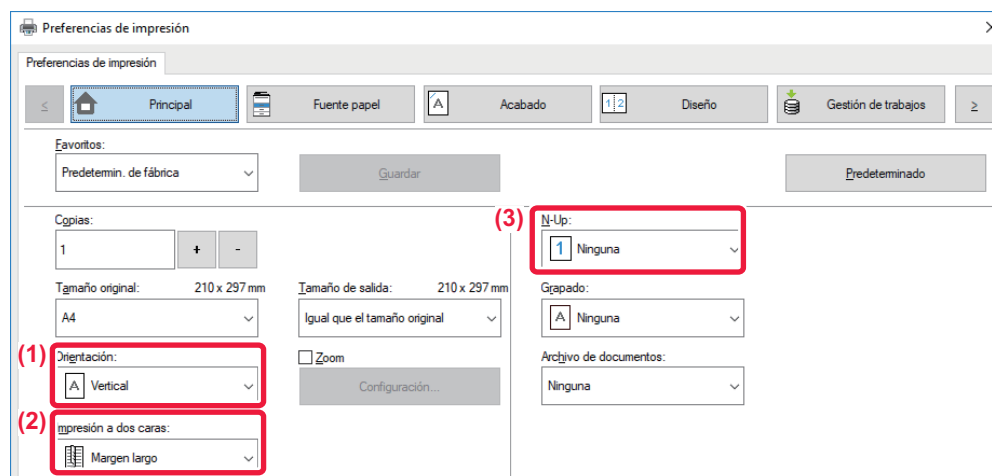 Preferencias de impresión
Preferencias de impresión
Principal
Fuente papel
Acabado
Diseño
Gestión de trabajos
Favoritos:
Predetermin. de fábrica
Guardar
Predeterminado
Copias:
1
+ -
(3) N-Up:
1 Ninguna
Tamaño original: 210 x 297 mm
A4
Tamaño de salida: 210 x 297 mm
Igual que el tamaño original
Grapado:
A Ninguna
(1) Orientación:
A Vertical
Zoom
Configuración...
Archivo de documentos:
Ninguna
(2) Impresión a dos caras:
Margen largo